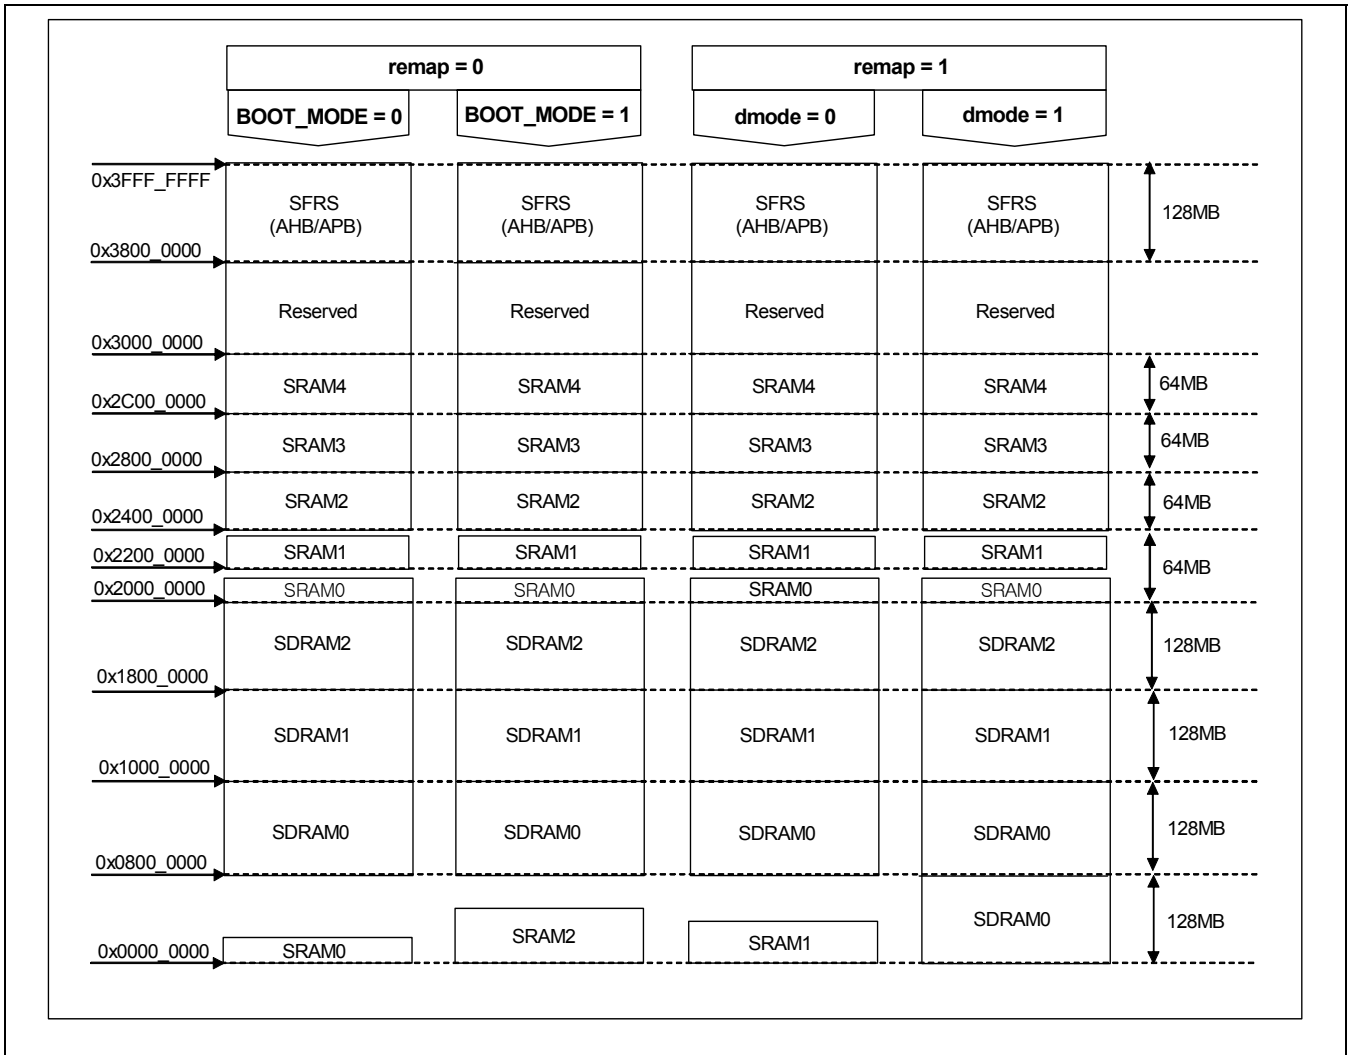 remap = 0 remap = 1
BOOT_MODE = 0 BOOT_MODE = 1 dmode = 0 dmode = 1
0x3FFF_FFFF
SFRS SFRS SFRS SFRS
(AHB/APB) (AHB/APB) (AHB/APB) (AHB/APB) 128MB
0x3800_0000
Reserved Reserved Reserved Reserved
0x3000_0000
SRAM4 SRAM4 SRAM4 SRAM4 64MB
0x2C00_0000
SRAM3 SRAM3 SRAM3 SRAM3 64MB
0x2800_0000
SRAM2 SRAM2 SRAM2 SRAM2 64MB
0x2400_0000
0x2200_0000 SRAM1 SRAM1 SRAM1 SRAM1
64MB
0x2000_0000 SRAM0 SRAM0 SRAM0 SRAM0
SDRAM2 SDRAM2 SDRAM2 SDRAM2 128MB
0x1800_0000
SDRAM1 SDRAM1 SDRAM1 SDRAM1 128MB
0x1000_0000
SDRAM0 SDRAM0 SDRAM0 SDRAM0 128MB
0x0800_0000
SDRAM0 128MB
0x0000_0000 SRAM0 SRAM2 SRAM1